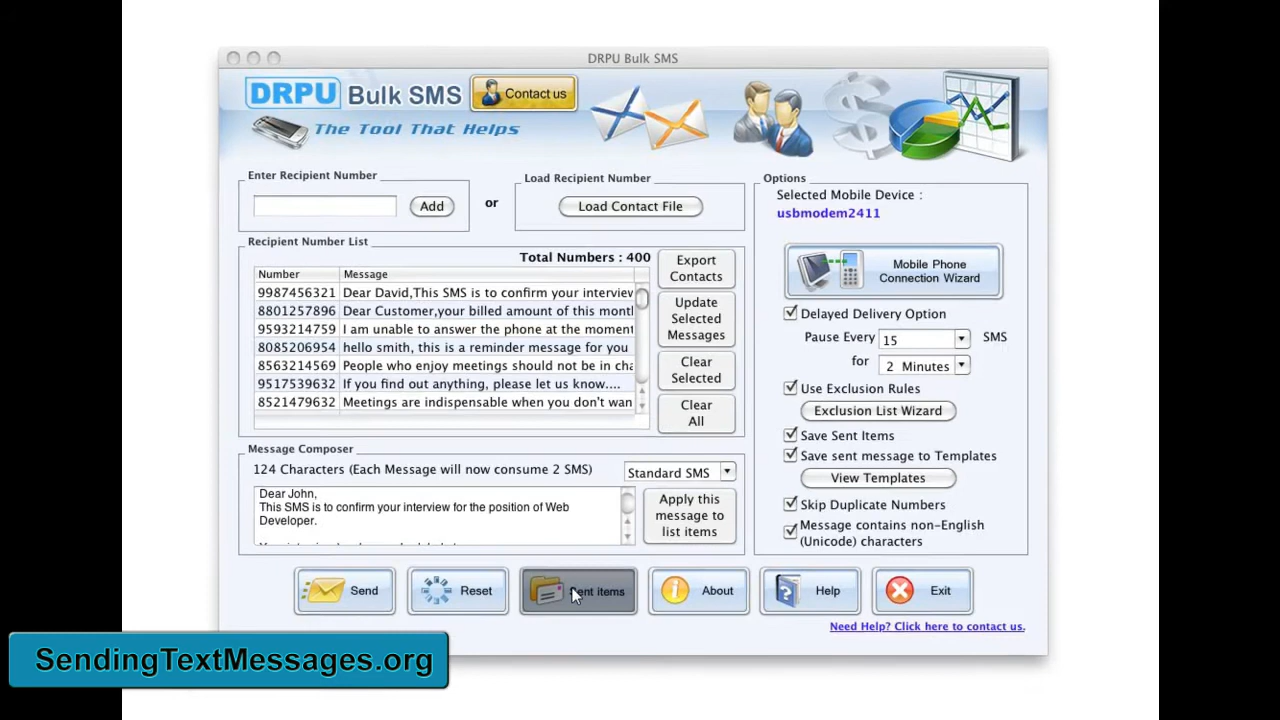 DRPU Bulk SMS
DRPU Bulk SMS
Contact us
The Tool That Helps
Enter Recipient Number
Add
or
Load Recipient Number
Load Contact File
Options
Selected Mobile Device :
usbmodem2411
Mobile Phone
Connection Wizard
Recipient Number List
Total Numbers : 400
Number Message
9987456321 Dear David,This SMS is to confirm your interview
8801257896 Dear Customer,your billed amount of this mont
9593214759 I am unable to answer the phone at the moment
8085206954 hello smith, this is a reminder message for you
8563214569 People who enjoy meetings should not be in cha
9517539632 If you find out anything, please let us know....
8521479632 Meetings are indispensable when you don't wan
Export
Contacts
Update
Selected
Messages
Clear
Selected
Clear
All
Delayed Delivery Option
Pause Every 15 SMS
for 2 Minutes
Use Exclusion Rules
Exclusion List Wizard
Save Sent Items
Save sent message to Templates
View Templates
Skip Duplicate Numbers
Message contains non-English
(Unicode) characters
Message Composer
124 Characters (Each Message will now consume 2 SMS)
Standard SMS
Dear John,
This SMS is to confirm your interview for the position of Web
Developer.
Apply this
message to
list items
Send
Reset
Sent items
About
Help
Exit
Need Help? Click here to contact us.
SendingTextMessages.org